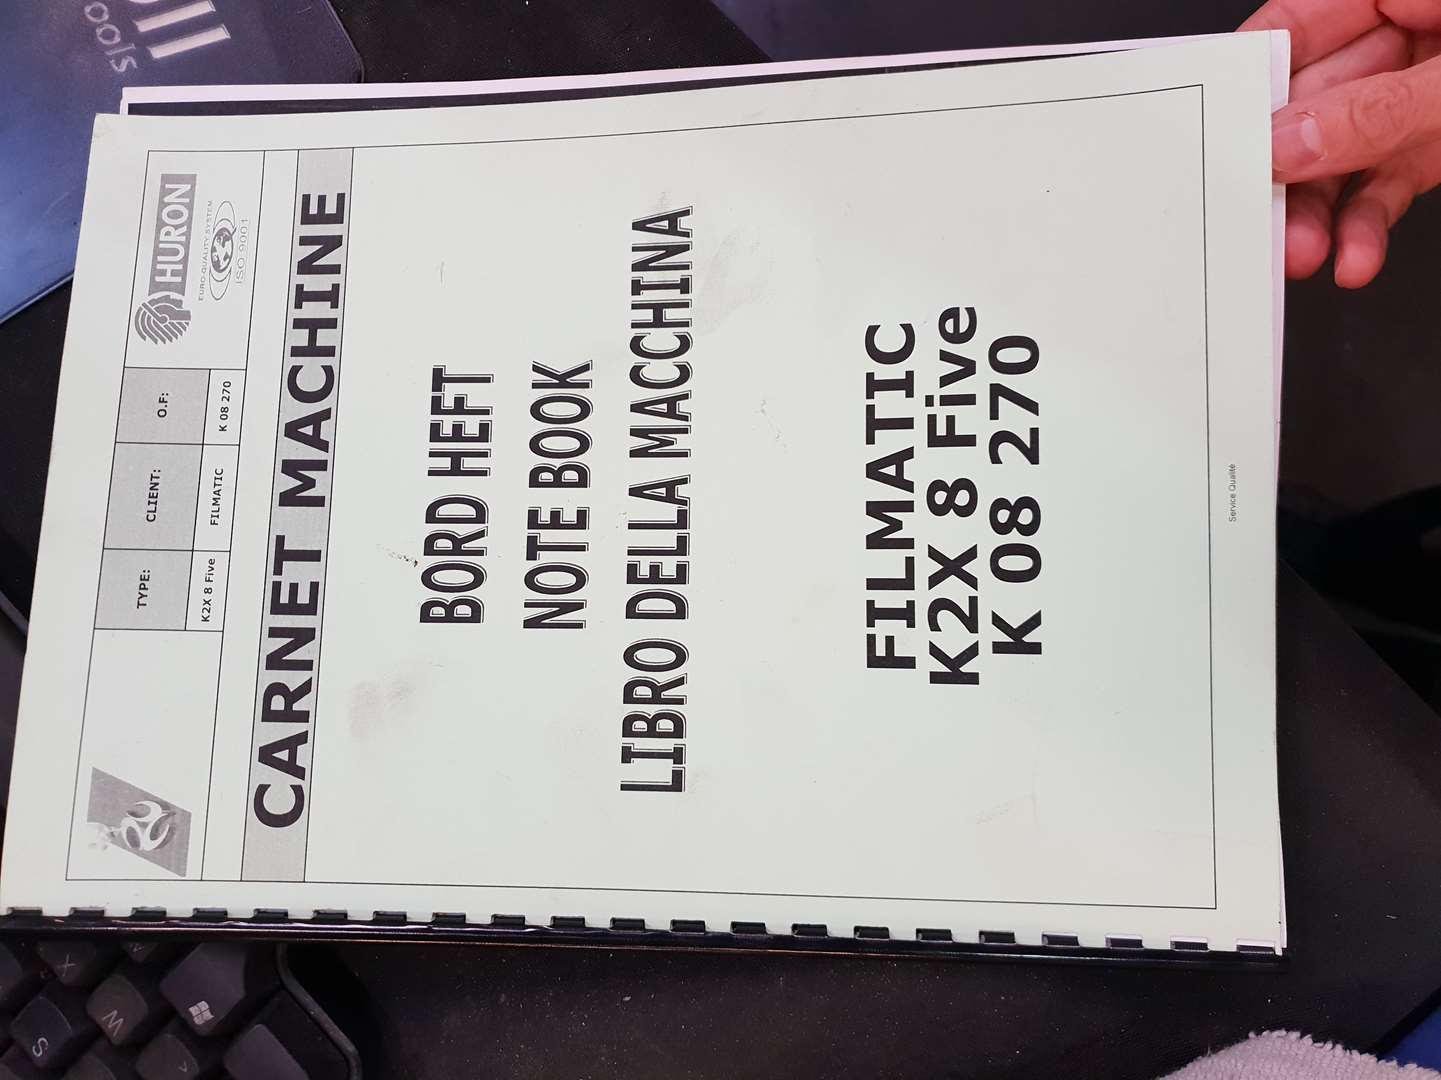 TYPE:
CLIENT:
O.F:
K2X 8 Five
FILMATIC
K 08 270
HURON
EURO-QUALITY SYSTEM
ISO 9001
CARNET MACHINE
BORD HEFT
NOTE BOOK
LIBRO DELLA MACCHINA
FILMATIC
K2X 8 Five
K 08 270
Service Qualité
ools
X
S
W